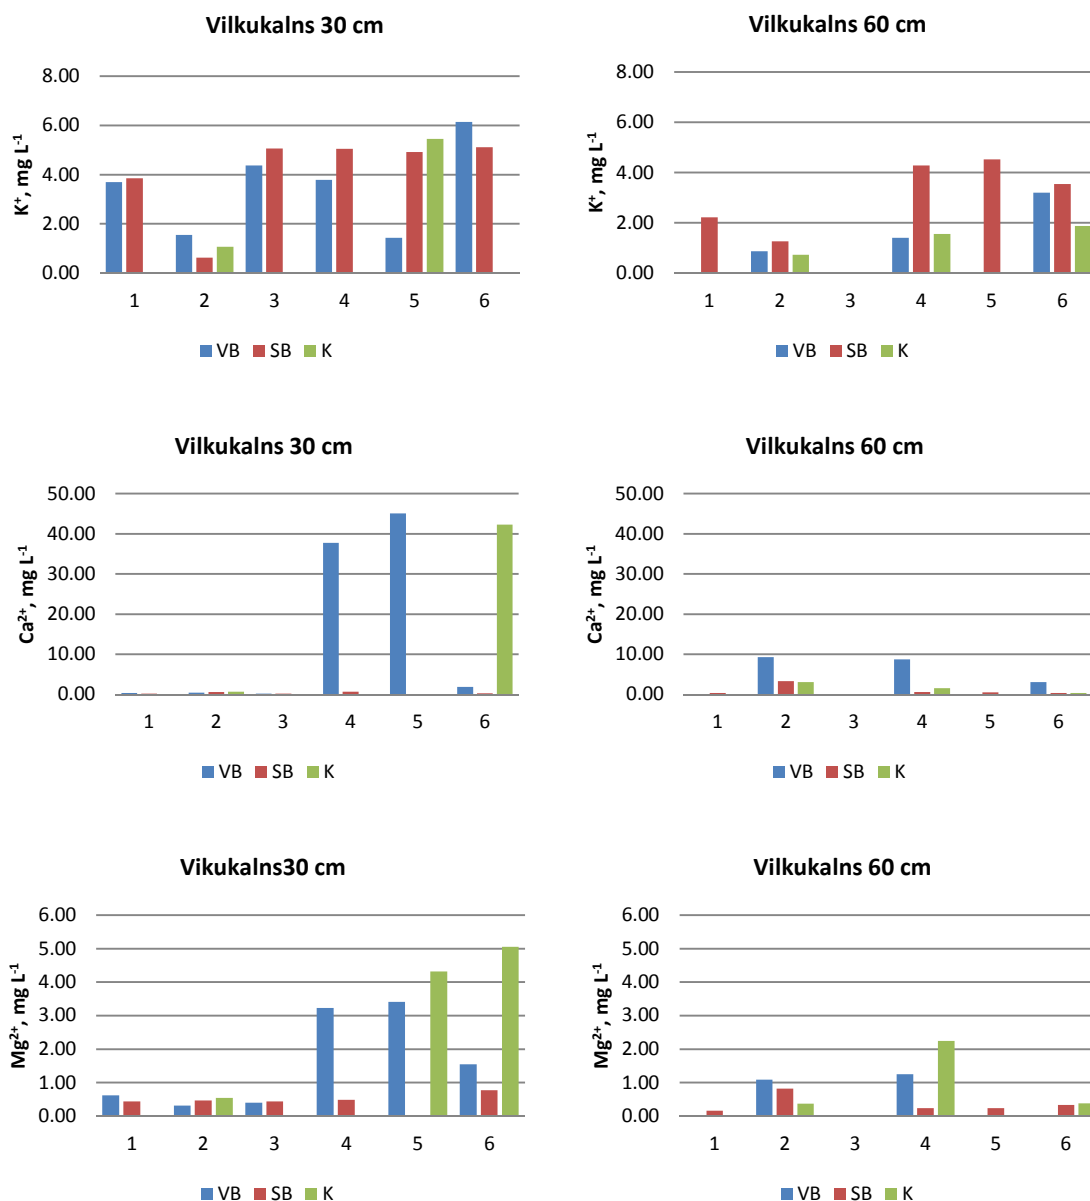 Vilkukalns 30 cm
K⁺, mg L⁻¹
8.00
6.00
4.00
2.00
0.00
1 2 3 4 5 6
VB SB K
Vilkukalns 60 cm
K⁺, mg L⁻¹
8.00
6.00
4.00
2.00
0.00
1 2 3 4 5 6
VB SB K
Vilkukalns 30 cm
Ca²⁺, mg L⁻¹
50.00
40.00
30.00
20.00
10.00
0.00
1 2 3 4 5 6
VB SB K
Vilkukalns 60 cm
Ca²⁺, mg L⁻¹
50.00
40.00
30.00
20.00
10.00
0.00
1 2 3 4 5 6
VB SB K
Vikukalns30 cm
Mg²⁺, mg L⁻¹
6.00
5.00
4.00
3.00
2.00
1.00
0.00
1 2 3 4 5 6
VB SB K
Vilkukalns 60 cm
Mg²⁺, mg L⁻¹
6.00
5.00
4.00
3.00
2.00
1.00
0.00
1 2 3 4 5 6
VB SB K